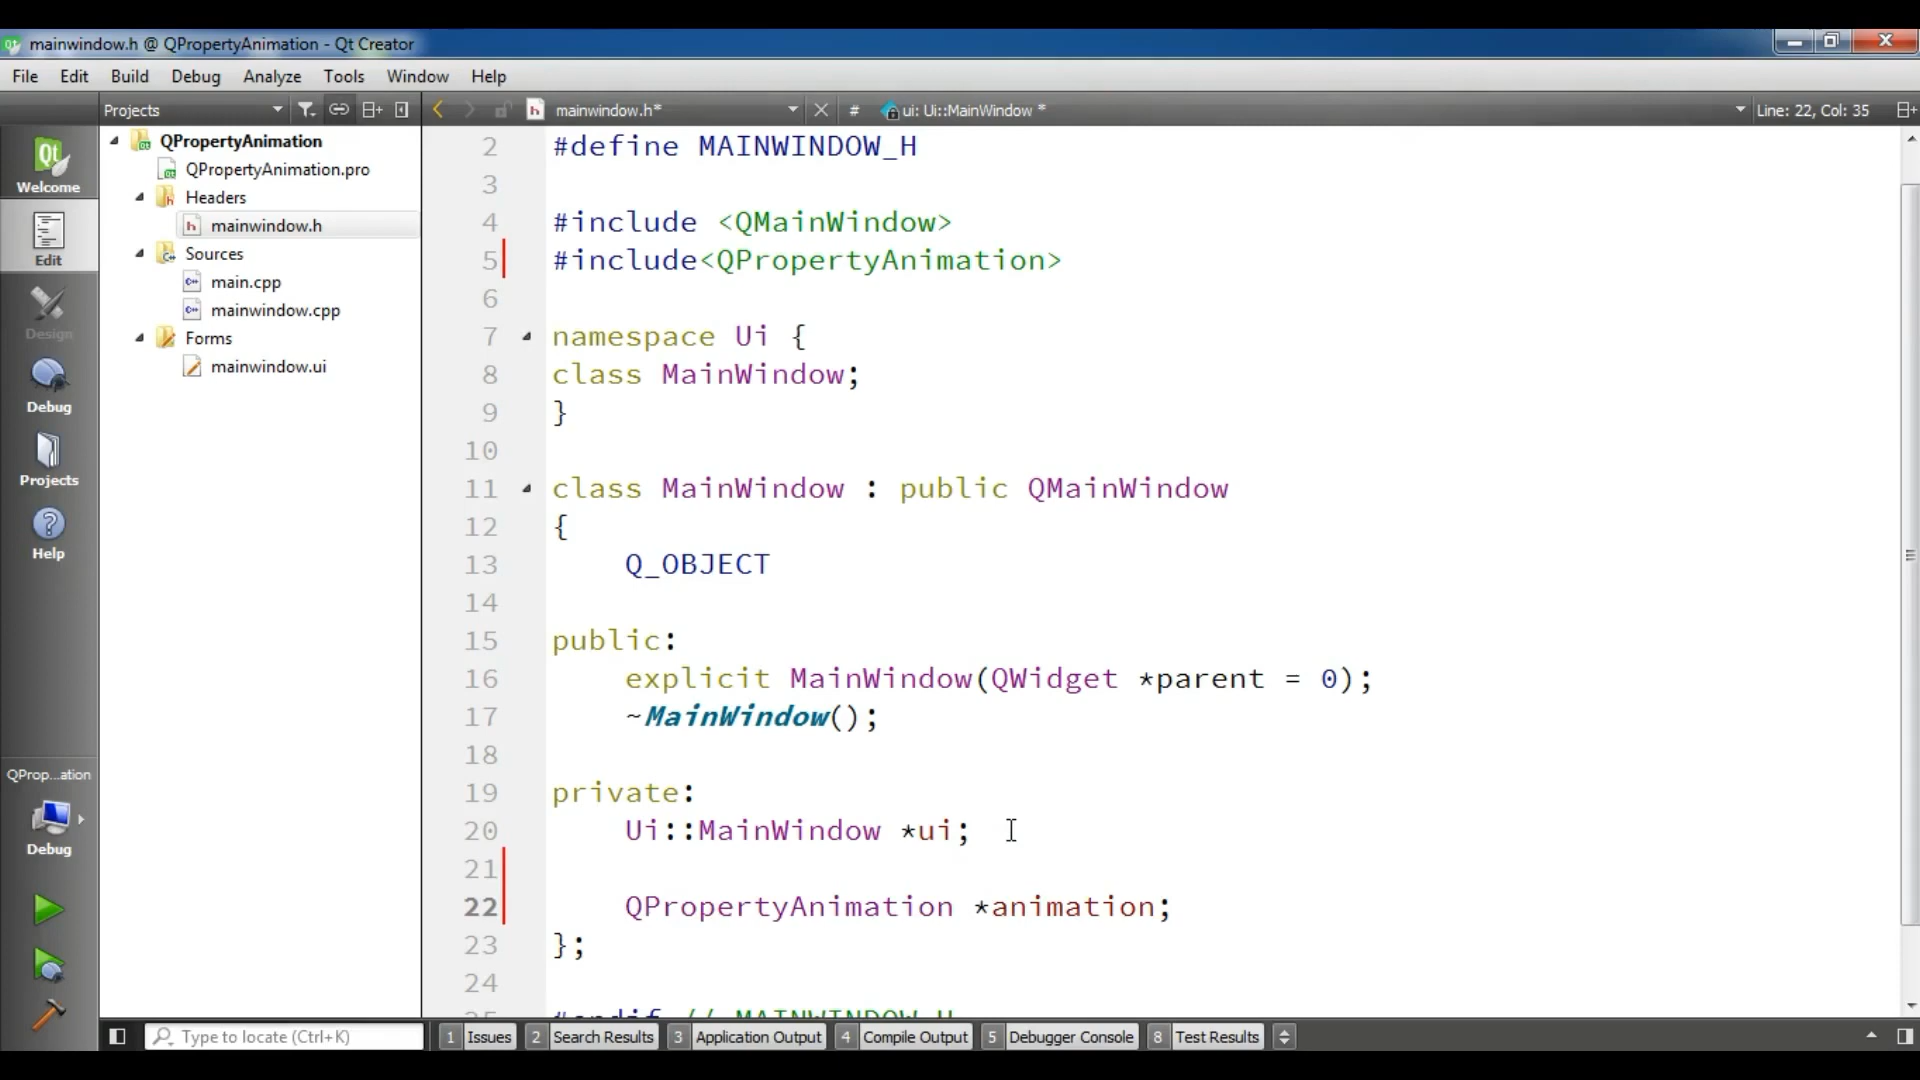 mainwindow.h @ QPropertyAnimation - Qt Creator
File Edit Build Debug Analyze Tools Window Help
Projects mainwindow.h* # ui: Ui::MainWindow * Line: 22, Col: 35
QPropertyAnimation
QPropertyAnimation.pro
Headers
mainwindow.h
Sources
main.cpp
mainwindow.cpp
Forms
mainwindow.ui
Welcome
Edit
Design
Debug
Projects
Help
QProp...ation
Debug
2 #define MAINWINDOW_H
3
4 #include <QMainWindow>
5 #include<QPropertyAnimation>
6
7 namespace Ui {
8 class MainWindow;
9 }
10
11 class MainWindow : public QMainWindow
12 {
13 Q_OBJECT
14
15 public:
16 explicit MainWindow(QWidget *parent = 0);
17 ~MainWindow();
18
19 private:
20 Ui::MainWindow *ui;
21
22 QPropertyAnimation *animation;
23 };
24
25 #endif // MAINWINDOW_H
Type to locate (Ctrl+K) 1 Issues 2 Search Results 3 Application Output 4 Compile Output 5 Debugger Console 8 Test Results